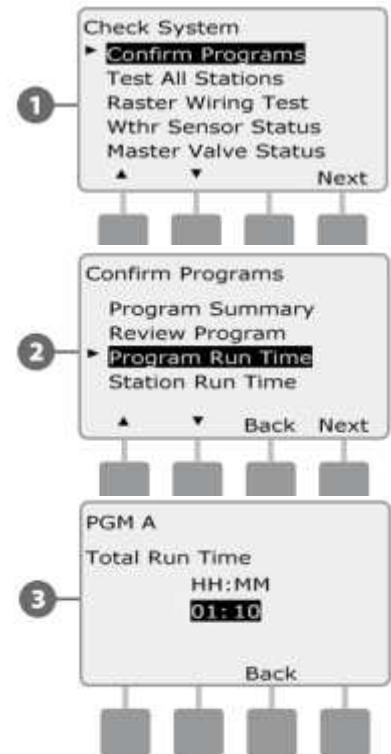 Check System
► Confirm Programs
Test All Stations
Raster Wiring Test
Wthr Sensor Status
Master Valve Status
▲ ▼ Next
1
Confirm Programs
Program Summary
Review Program
► Program Run Time
Station Run Time
▲ ▼ Back Next
2
PGM A
Total Run Time
HH:MM
01:10
Back
3